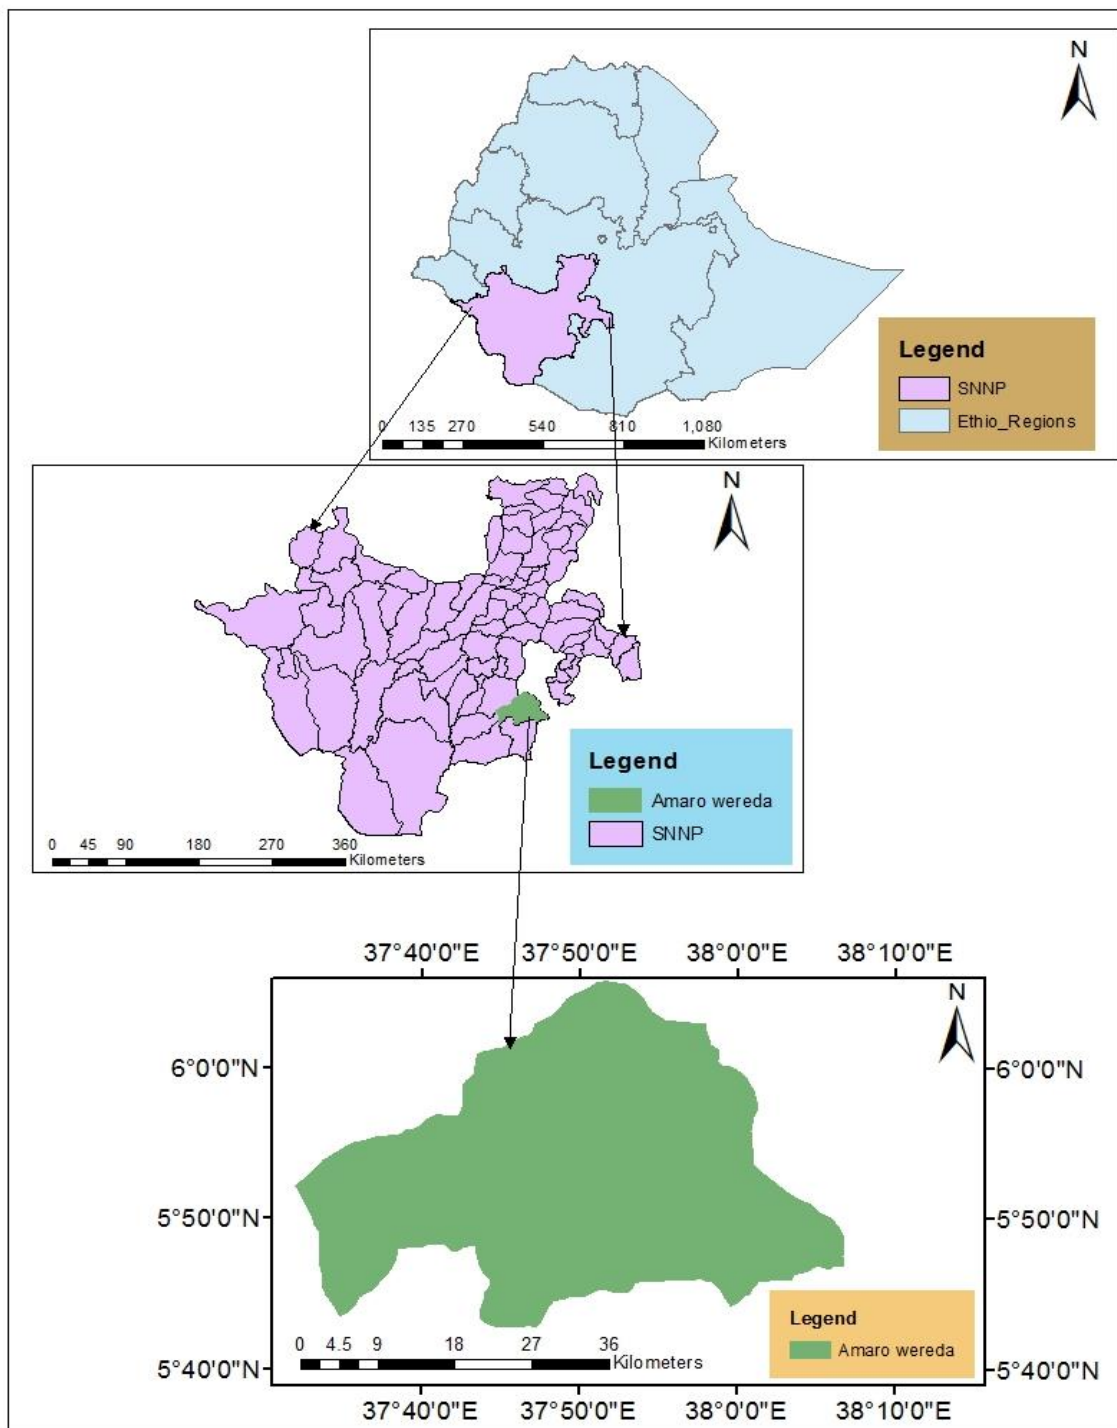 N
Legend
SNNP
Ethio_Regions
0 135 270 540 810 1,080
Kilometers
N
Legend
Amaro wereda
SNNP
0 45 90 180 270 360
Kilometers
37°40'0"E 37°50'0"E 38°0'0"E 38°10'0"E
N
6°0'0"N 6°0'0"N
5°50'0"N 5°50'0"N
Legend
Amaro wereda
0 4.5 9 18 27 36
Kilometers
5°40'0"N 5°40'0"N
37°40'0"E 37°50'0"E 38°0'0"E 38°10'0"E